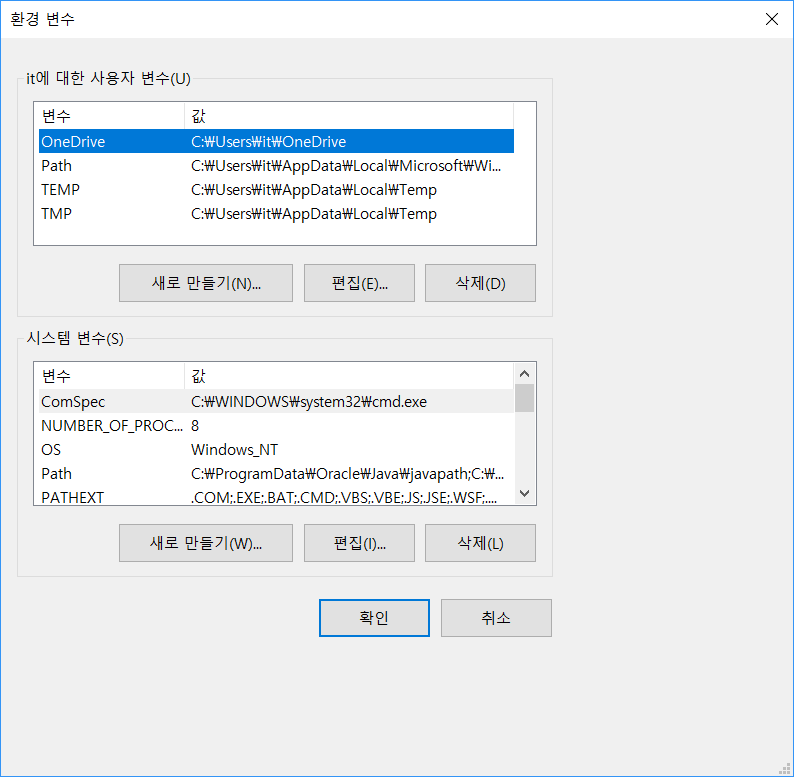 환경 변수
it에 대한 사용자 변수(U)
변수 값
OneDrive C:₩Users₩it₩OneDrive
Path C:₩Users₩it₩AppData₩Local₩Microsoft₩Wi...
TEMP C:₩Users₩it₩AppData₩Local₩Temp
TMP C:₩Users₩it₩AppData₩Local₩Temp
새로 만들기(N)... 편집(E)... 삭제(D)
시스템 변수(S)
변수 값
ComSpec C:₩WINDOWS₩system32₩cmd.exe
NUMBER_OF_PROC... 8
OS Windows_NT
Path C:₩ProgramData₩Oracle₩Java₩javapath;C:₩...
PATHEXT .COM;.EXE;.BAT;.CMD;.VBS;.VBE;.JS;.JSE;.WSF;....
새로 만들기(W)... 편집(I)... 삭제(L)
확인 취소